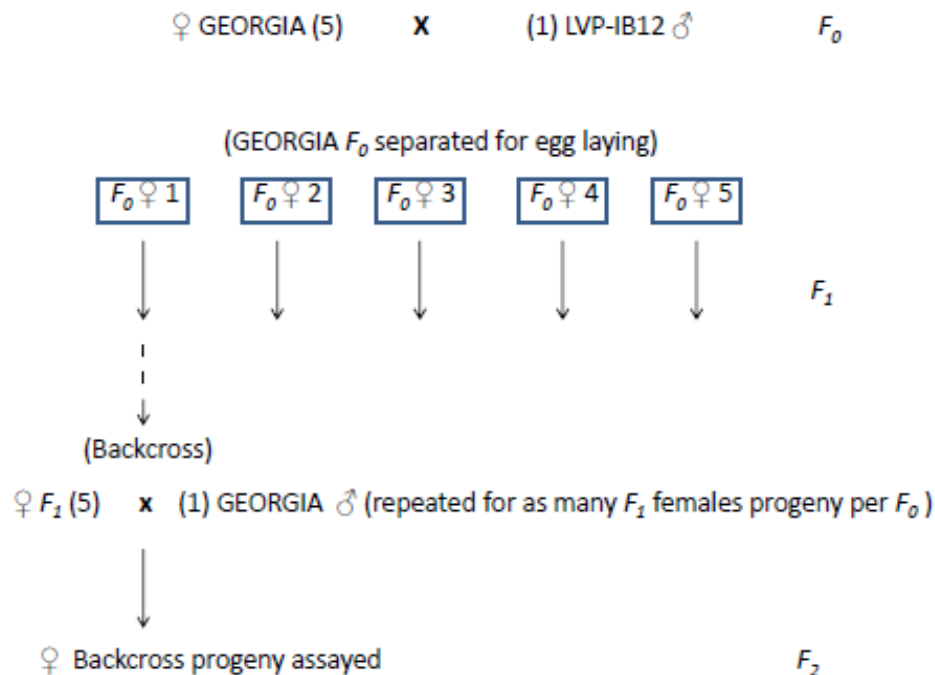 ♀ GEORGIA (5) X (1) LVP-IB12 ♂ F₀
(GEORGIA F₀ separated for egg laying)
F₀ ♀ 1 F₀ ♀ 2 F₀ ♀ 3 F₀ ♀ 4 F₀ ♀ 5
F₁
(Backcross)
♀ F₁ (5) x (1) GEORGIA ♂ (repeated for as many F₁ females progeny per F₀ )
♀ Backcross progeny assayed F₂